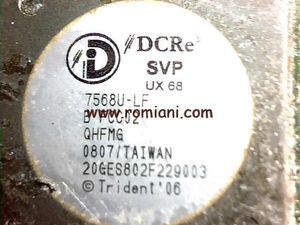 DCRe
SVP
UX 68
7568U-LF
www.romiani.com
QHFMG
0807/TAIWAN
20GES802F229003
© Trident '06